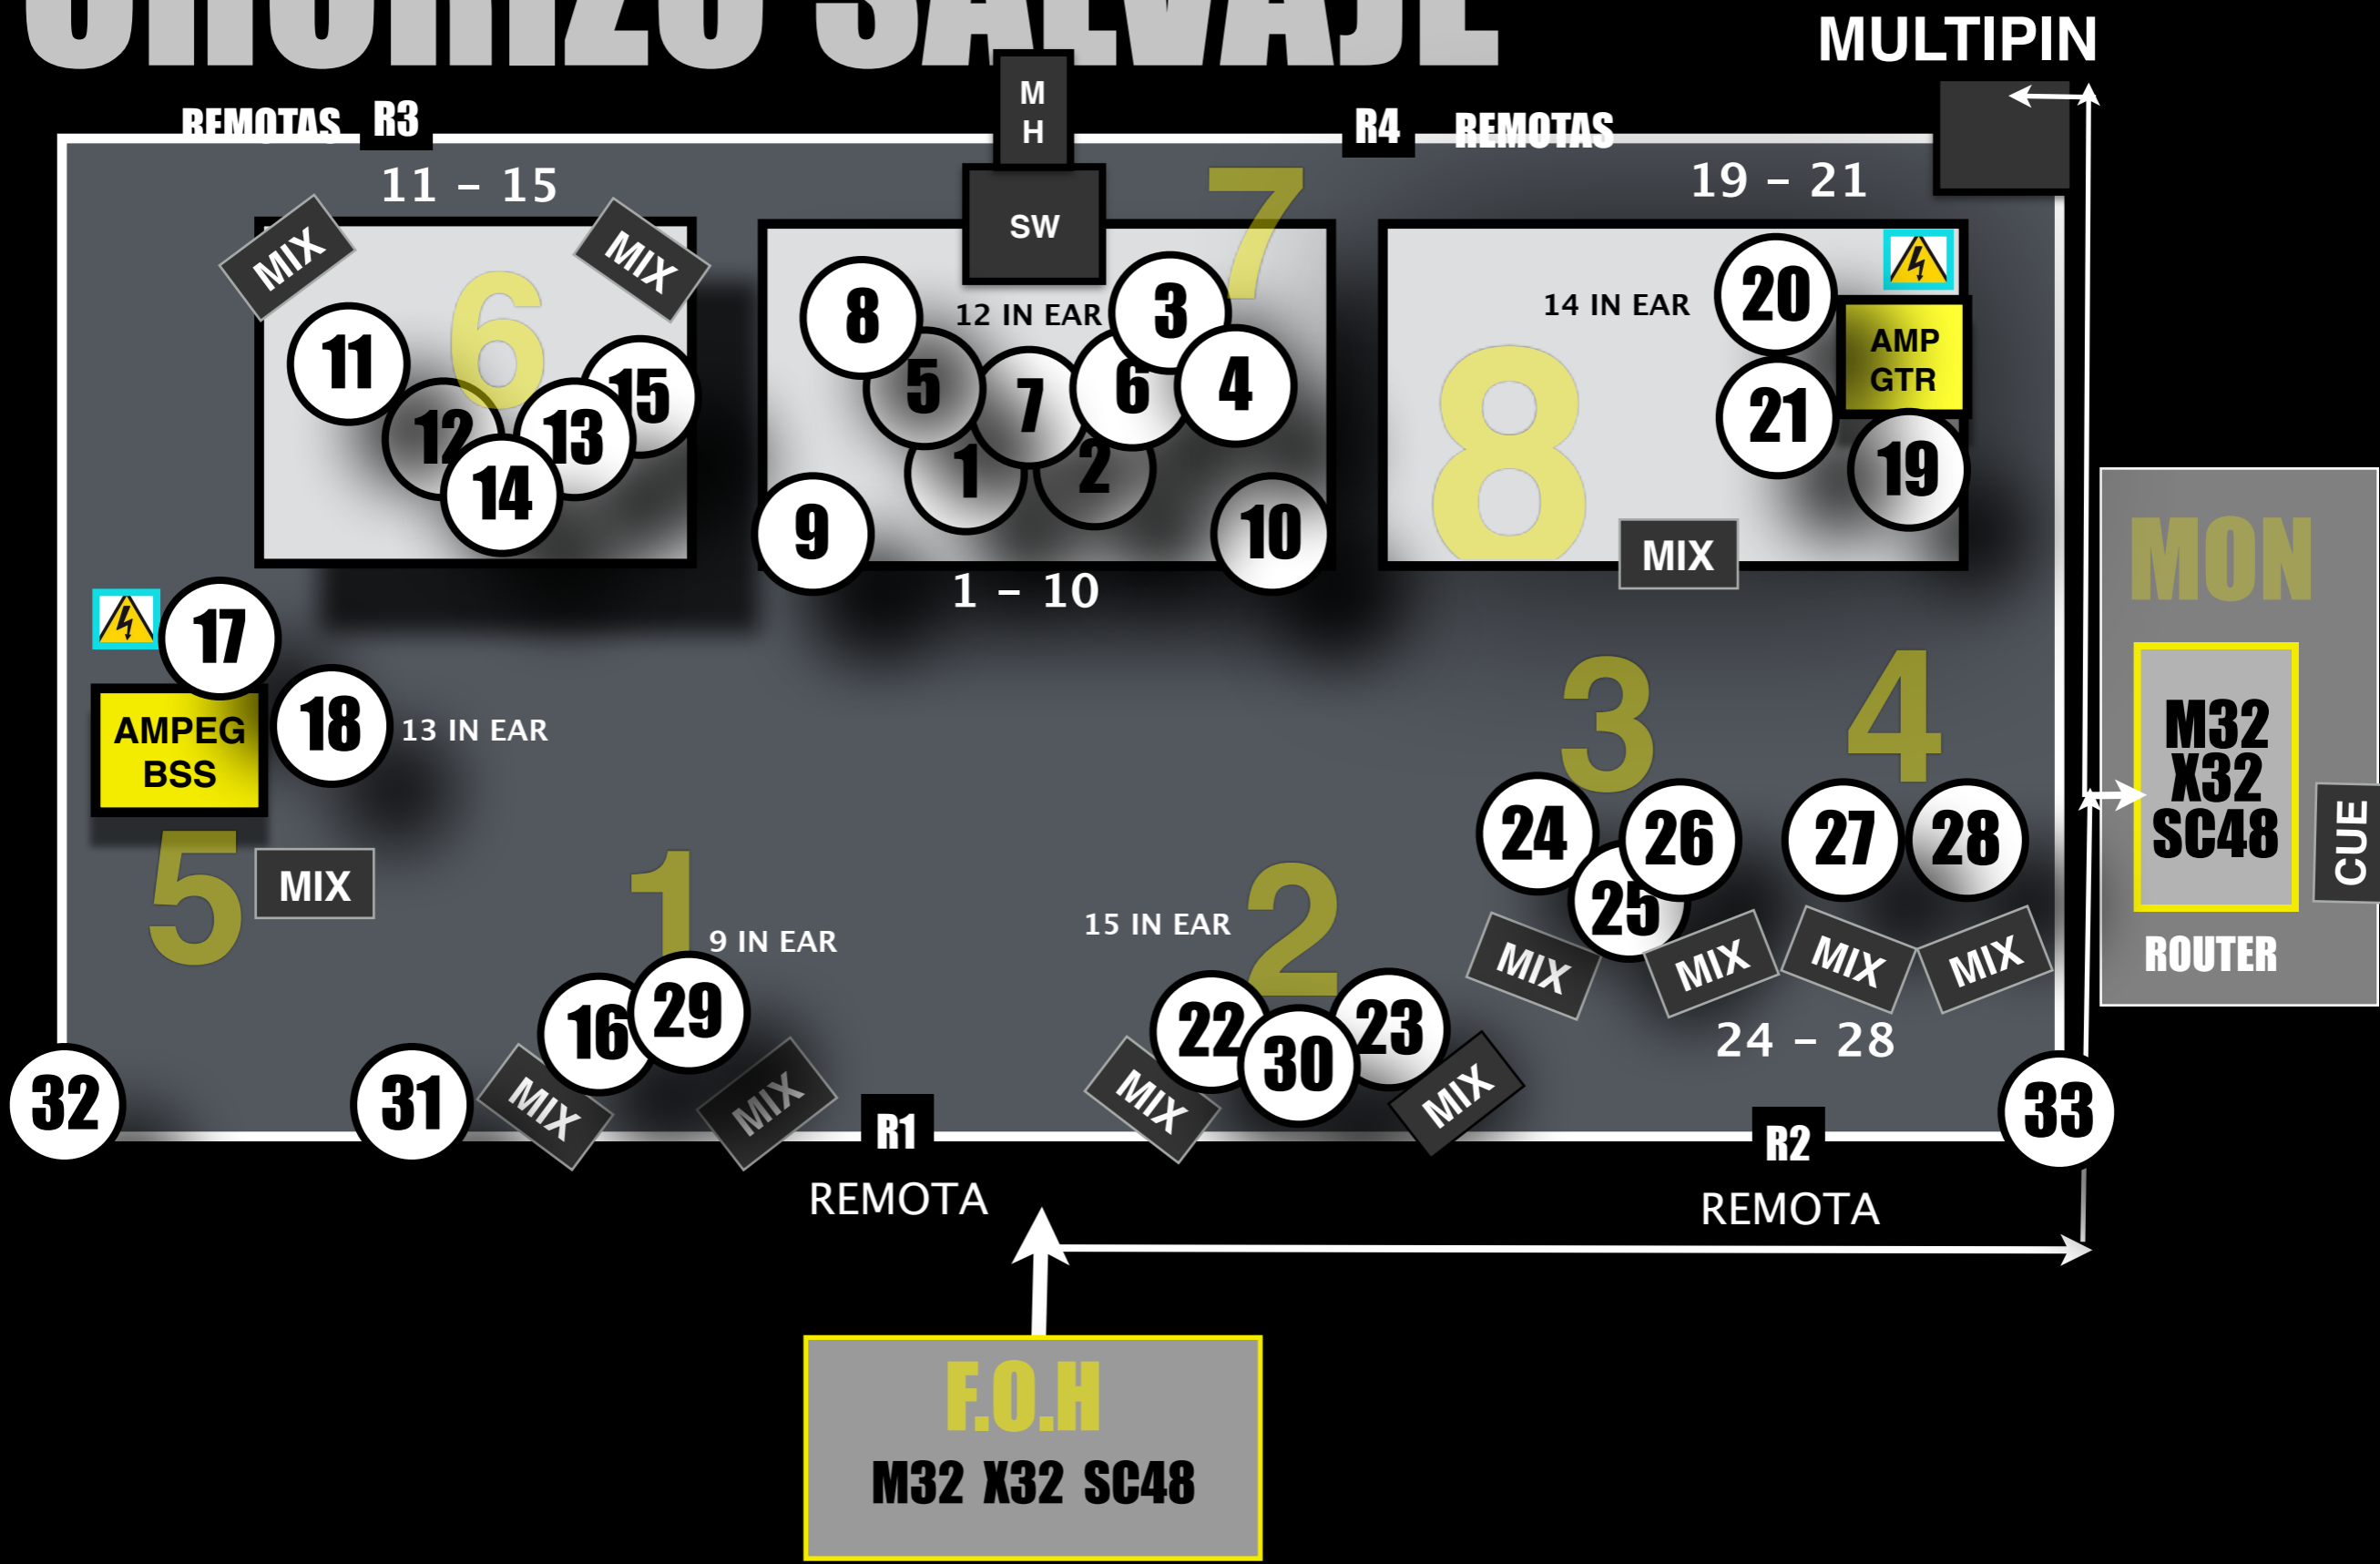 CHORIZO SALVAJE
MULTIPIN
REMOTAS R3
M
H
R4 REMOTAS
11 - 15
19 - 21
MIX
MIX
SW
7
6
8
12 IN EAR
3
14 IN EAR
20
AMP
GTR
11
12
13
15
14
5
7
6
4
1
2
9
10
8
21
19
MIX
1 - 10
MON
17
AMPEG
BSS
18
13 IN EAR
3
4
M32
X32
SC48
CUE
ROUTER
24
26
25
27
28
5
MIX
1
9 IN EAR
15 IN EAR
2
MIX
MIX
MIX
MIX
24 - 28
16
29
22
30
23
32
31
MIX
MIX
R1
MIX
MIX
R2
33
REMOTA
REMOTA
F.O.H
M32 X32 SC48